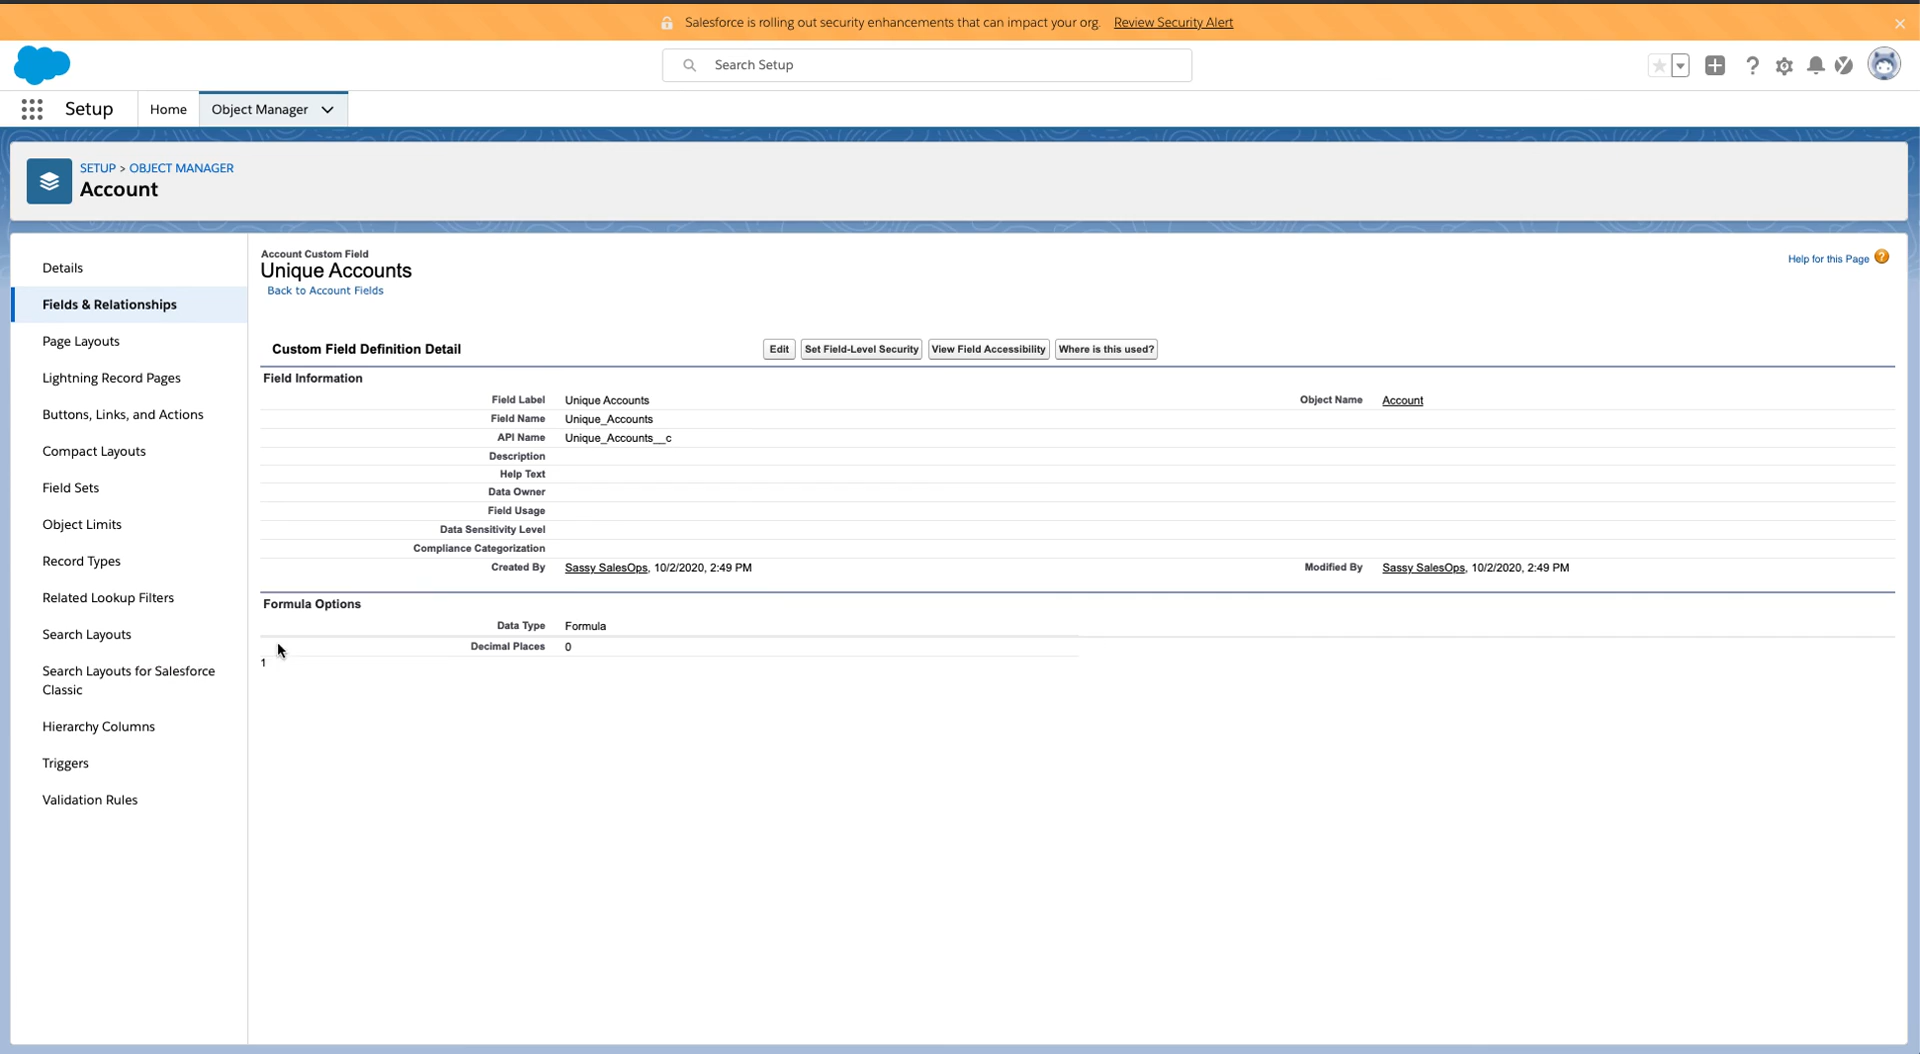 Salesforce is rolling out security enhancements that can impact your org. Review Security Alert
Search Setup
Setup Home Object Manager
SETUP > OBJECT MANAGER
Account
Details
Fields & Relationships
Page Layouts
Lightning Record Pages
Buttons, Links, and Actions
Compact Layouts
Field Sets
Object Limits
Record Types
Related Lookup Filters
Search Layouts
Search Layouts for Salesforce
Classic
Hierarchy Columns
Triggers
Validation Rules
Account Custom Field
Unique Accounts
Back to Account Fields
Help for this Page ?
Custom Field Definition Detail Edit Set Field-Level Security View Field Accessibility Where is this used?
Field Information
Field Label Unique Accounts Object Name Account
Field Name Unique_Accounts
API Name Unique_Accounts__c
Description
Help Text
Data Owner
Field Usage
Data Sensitivity Level
Compliance Categorization
Created By Sassy SalesOps, 10/2/2020, 2:49 PM Modified By Sassy SalesOps, 10/2/2020, 2:49 PM
Formula Options
Data Type Formula
Decimal Places 0
1